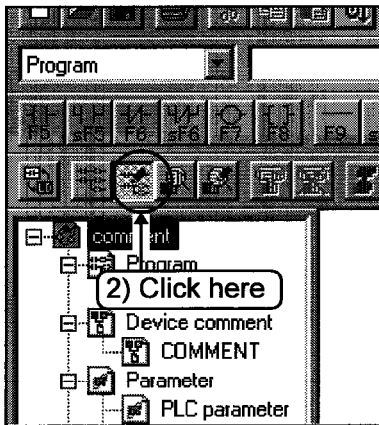 Program
F5 sF5 F6 sF6 F7 F8 F9
comment
Program
2) Click here
Device comment
COMMENT
Parameter
PLC parameter